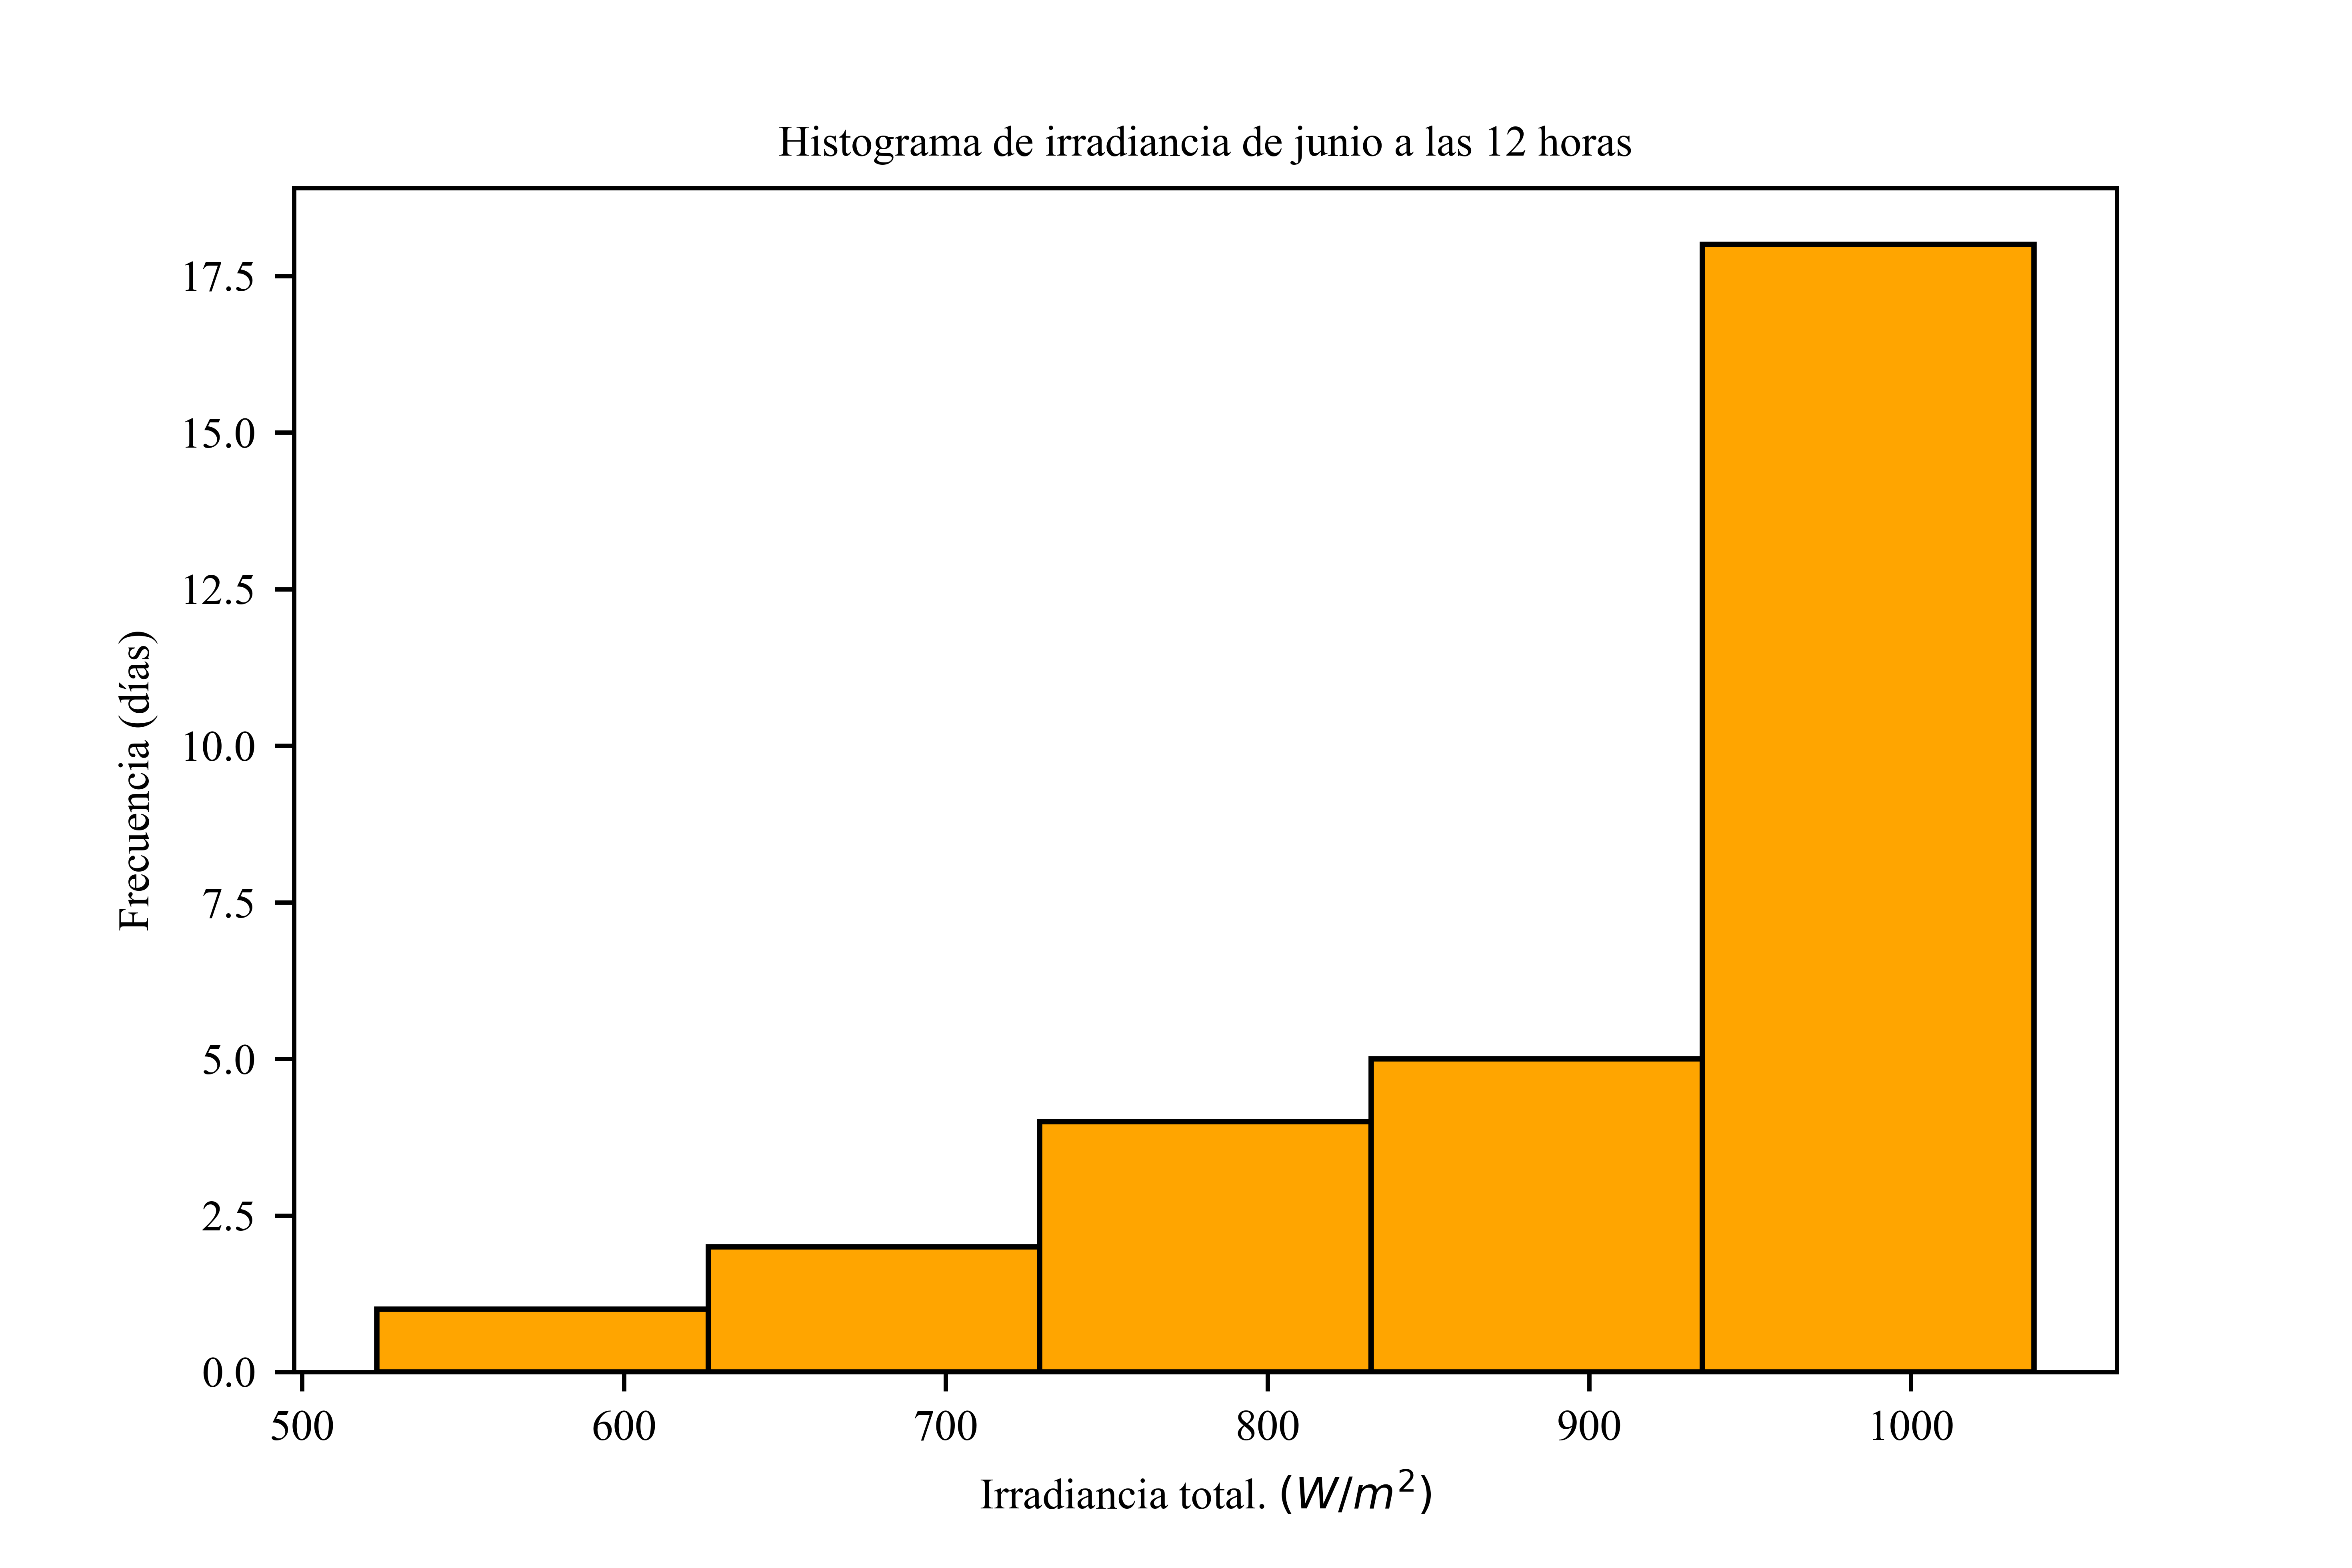 Histograma de irradiancia de junio a las 12 horas
Frecuencia (días)
17.5
15.0
12.5
10.0
7.5
5.0
2.5
0.0
500 600 700 800 900 1000
Irradiancia total. (W/m²)